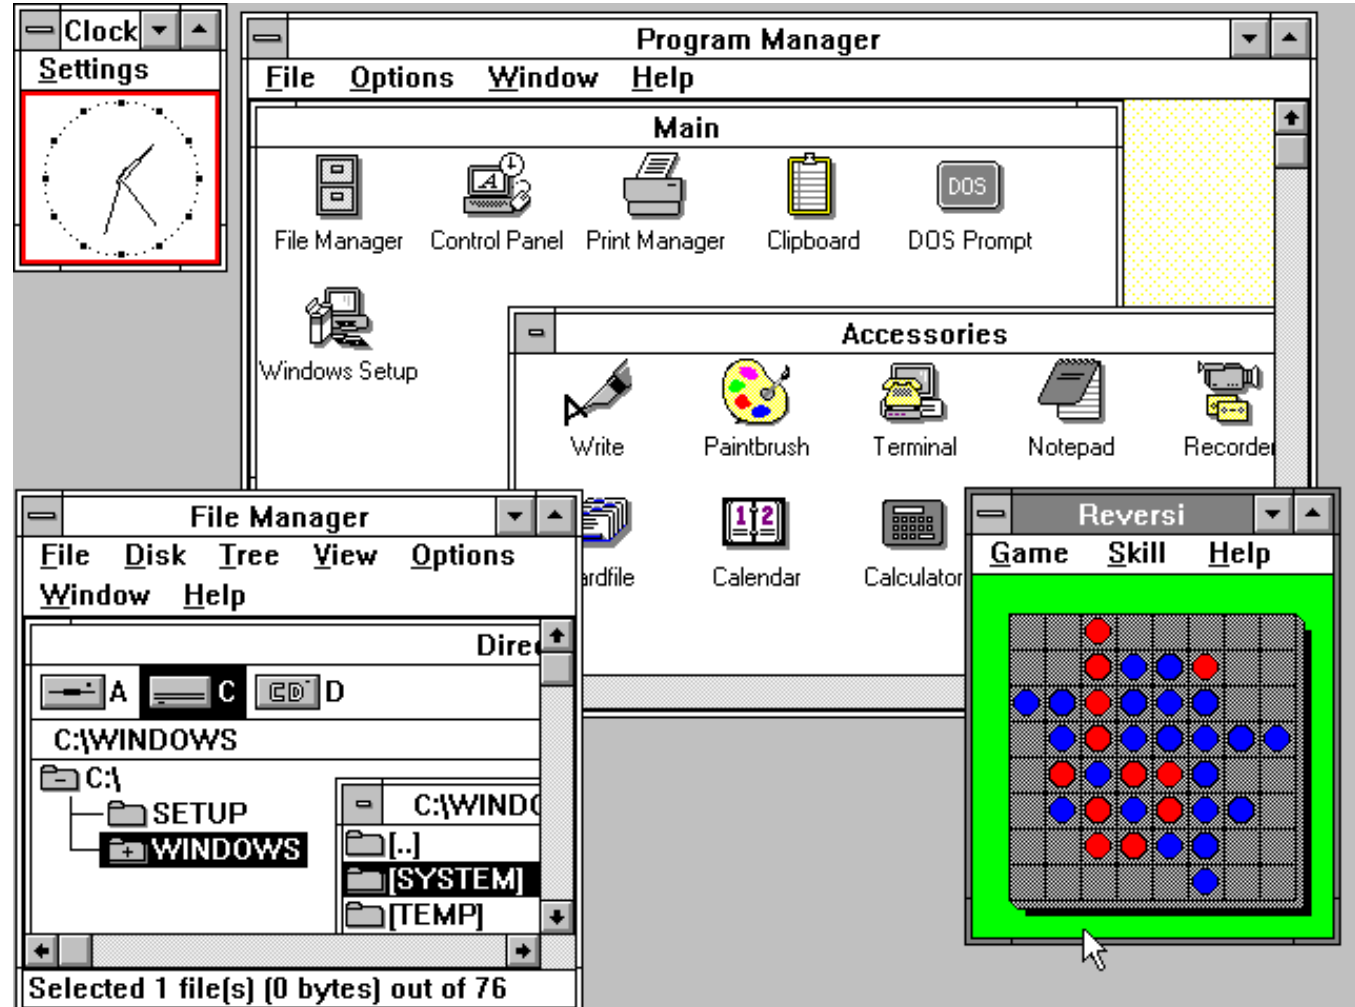 Clock
Settings
Program Manager
File Options Window Help
Main
File Manager Control Panel Print Manager Clipboard DOS Prompt
DOS
Windows Setup
Accessories
Write Paintbrush Terminal Notepad Recorder
12
ardfile Calendar Calculator
File Manager
File Disk Tree View Options
Window Help
Direc
A C CD D
C:\WINDOWS
C:\
SETUP
WINDOWS
C:\WINDO
[..]
[SYSTEM]
[TEMP]
Selected 1 file(s) (0 bytes) out of 76
Reversi
Game Skill Help